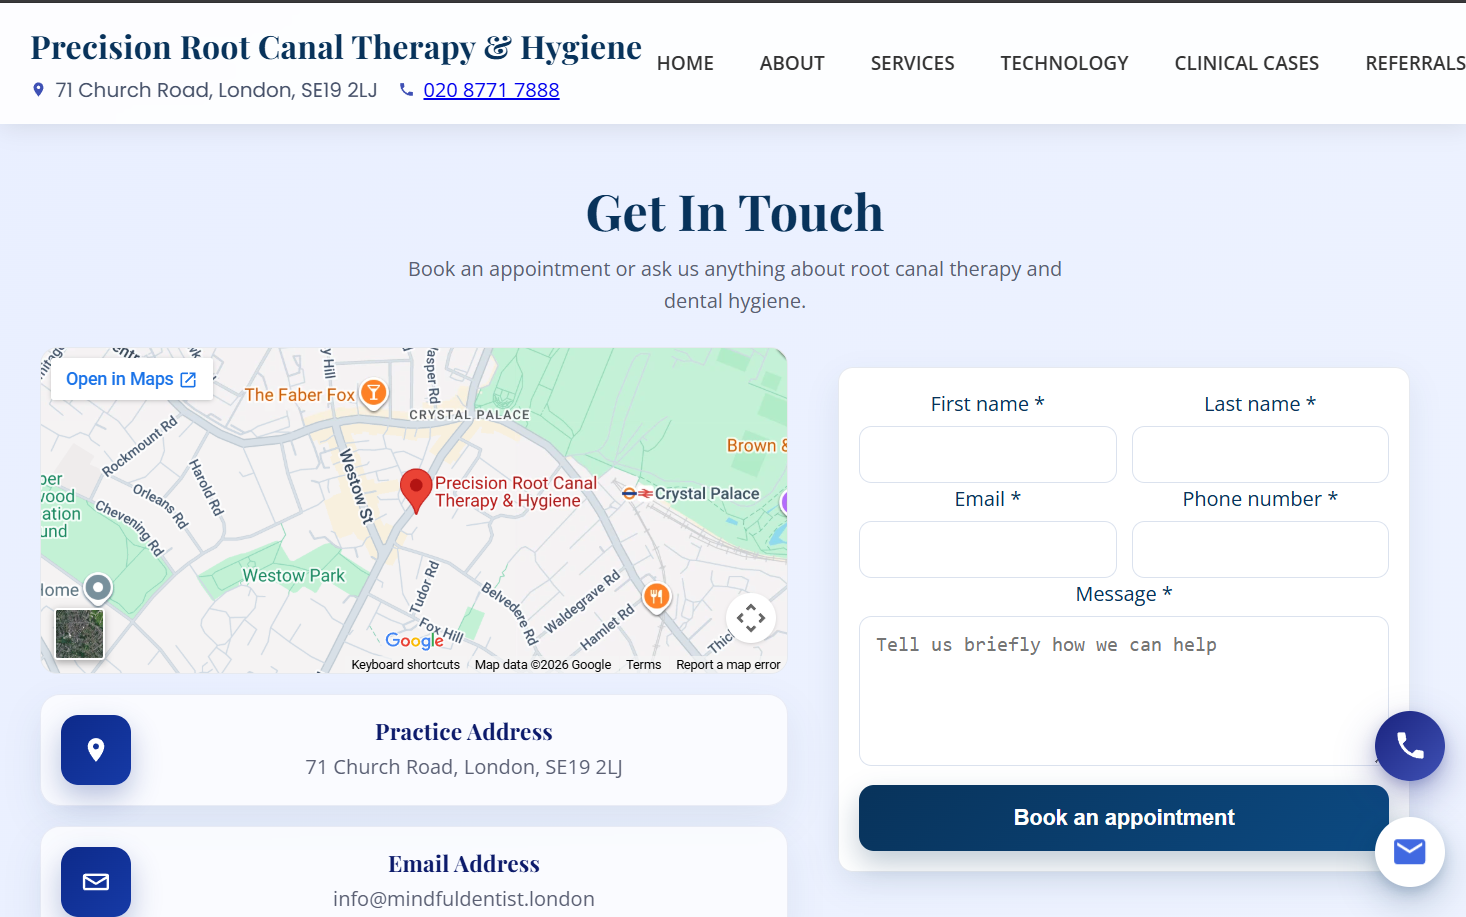 Precision Root Canal Therapy & Hygiene
71 Church Road, London, SE19 2LJ
020 8771 7888
HOME
ABOUT
SERVICES
TECHNOLOGY
CLINICAL CASES
REFERRALS
Get In Touch
Book an appointment or ask us anything about root canal therapy and
dental hygiene.
Open in Maps
The Faber Fox
CRYSTAL PALACE
Jasper Rd
Rockmount Rd
Brown &
Westow St
Harold Rd
Precision Root Canal
Therapy & Hygiene
Crystal Palace
Orleans Rd
Chevening Rd
Westow Park
Home
Tudor Rd
Belvedere Rd
Waldegrave Rd
Hamlet Rd
Fox Hill
Thic
Google
Keyboard shortcuts
Map data ©2026 Google
Terms
Report a map error
Practice Address
71 Church Road, London, SE19 2LJ
Email Address
info@mindfuldentist.london
First name *
Last name *
Email *
Phone number *
Message *
Tell us briefly how we can help
Book an appointment